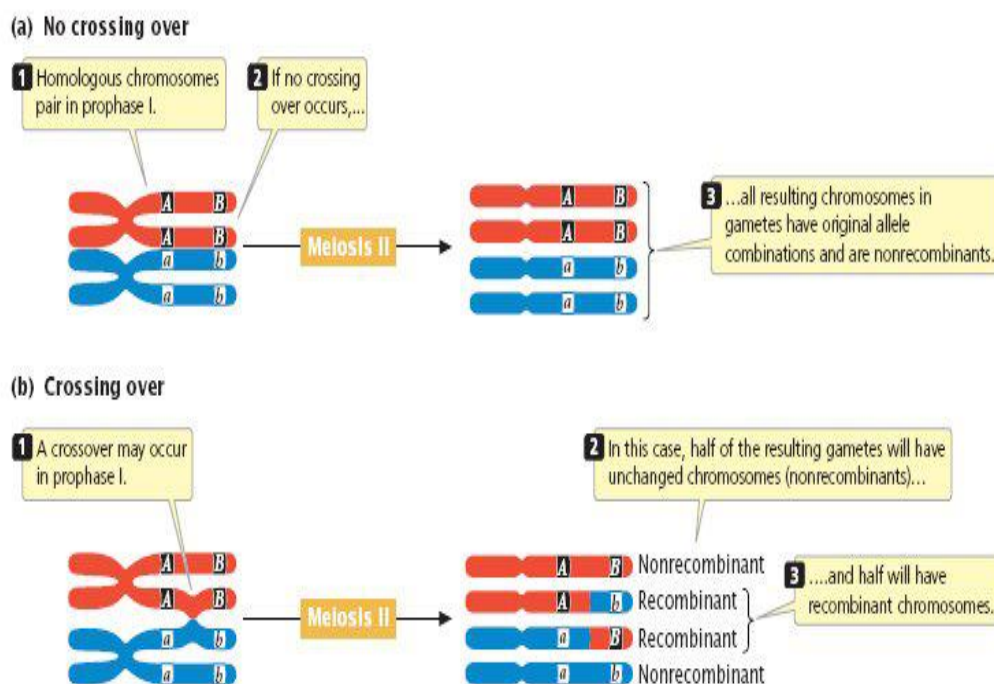 (a) No crossing over
1 Homologous chromosomes
pair in prophase I.
2 If no crossing
over occurs,...
A B
A B
a b
a b
Meiosis II
A B
A B
a b
a b
3 ...all resulting chromosomes in
gametes have original allele
combinations and are nonrecombinants.
(b) Crossing over
1 A crossover may occur
in prophase I.
2 In this case, half of the resulting gametes will have
unchanged chromosomes (nonrecombinants)...
A B
A B
a b
a b
Meiosis II
A B Nonrecombinant
A b Recombinant
a B Recombinant
a b Nonrecombinant
3 ....and half will have
recombinant chromosomes.